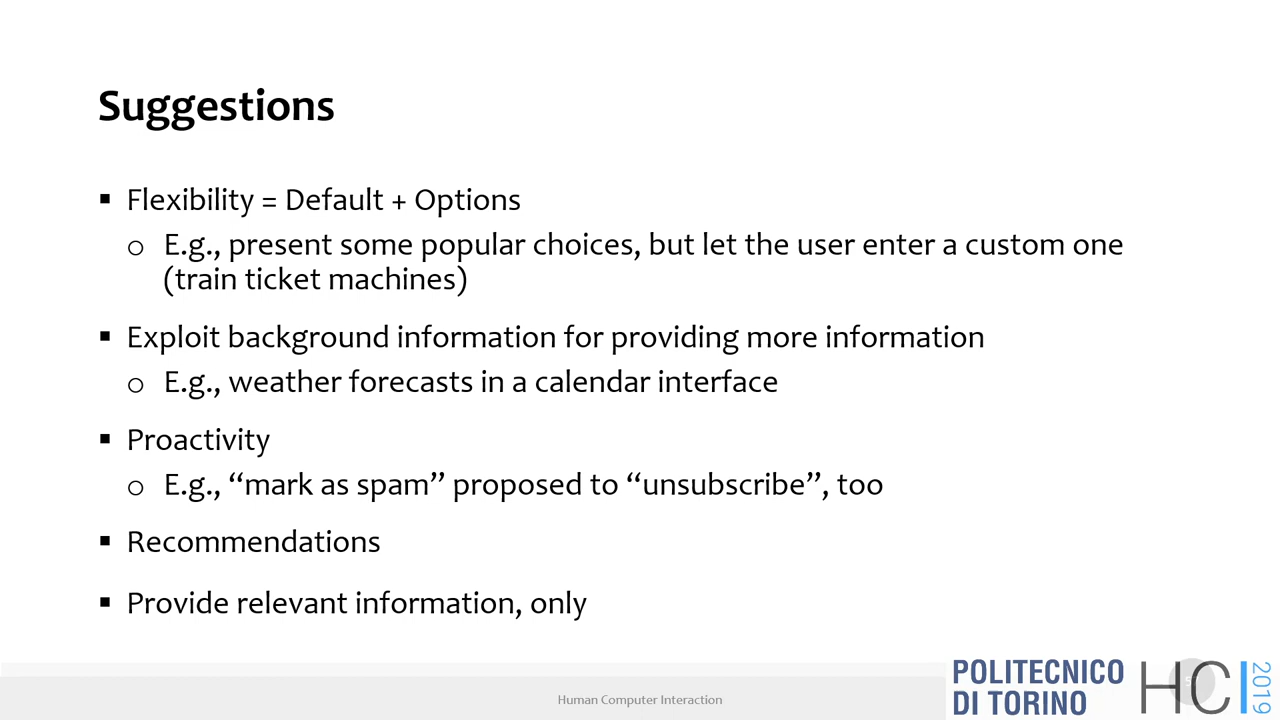 Suggestions
▪ Flexibility = Default + Options
o E.g., present some popular choices, but let the user enter a custom one
(train ticket machines)
▪ Exploit background information for providing more information
o E.g., weather forecasts in a calendar interface
▪ Proactivity
o E.g., “mark as spam” proposed to “unsubscribe”, too
▪ Recommendations
▪ Provide relevant information, only
Human Computer Interaction
POLITECNICO
DI TORINO
HCI
2019